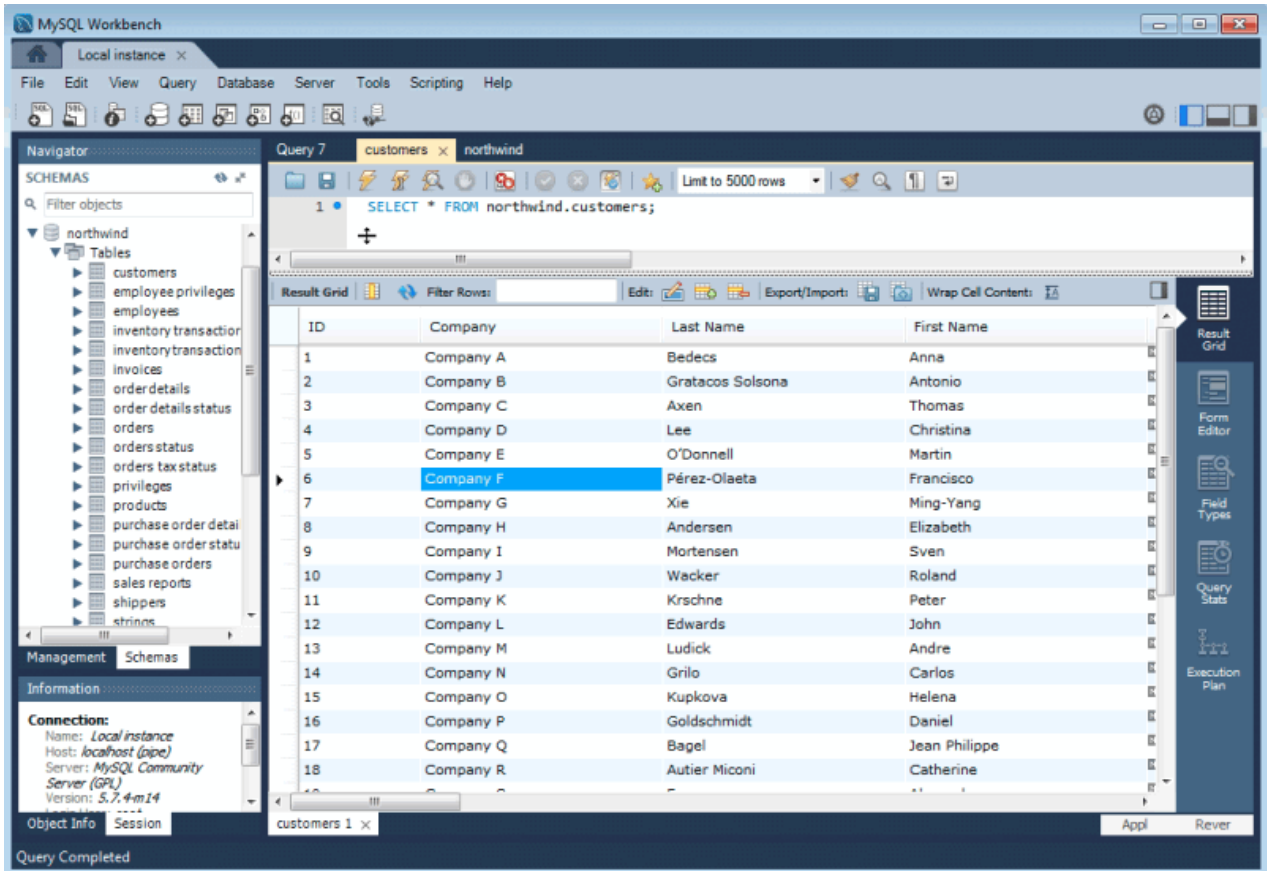 MySQL Workbench
Local instance
File Edit View Query Database Server Tools Scripting Help
Navigator
SCHEMAS
Filter objects
northwind
Tables
customers
employee privileges
employees
inventory transaction
inventorytransaction
invoices
orderdetails
order details status
orders
orders status
orders tax status
privileges
products
purchase order detai
purchase order statu
purchase orders
sales reports
shippers
strings
Management Schemas
Information
Connection:
Name: Local instance
Host: localhost (pipe)
Server: MySQL Community
Server (GPL)
Version: 5.7.4-m14
Object Info Session
Query 7 customers northwind
Limit to 5000 rows
1 SELECT * FROM northwind.customers;
Result Grid Filter Rows: Edit: Export/Import: Wrap Cell Content:
ID Company Last Name First Name
1 Company A Bedecs Anna
2 Company B Gratacos Solsona Antonio
3 Company C Axen Thomas
4 Company D Lee Christina
5 Company E O’Donnell Martin
6 Company F Pérez-Olaeta Francisco
7 Company G Xie Ming-Yang
8 Company H Andersen Elizabeth
9 Company I Mortensen Sven
10 Company J Wacker Roland
11 Company K Krschne Peter
12 Company L Edwards John
13 Company M Ludick Andre
14 Company N Grilo Carlos
15 Company O Kupkova Helena
16 Company P Goldschmidt Daniel
17 Company Q Bagel Jean Philippe
18 Company R Autier Miconi Catherine
customers 1
Appl Rever
Result
Grid
Form
Editor
Field
Types
Query
Stats
Execution
Plan
Query Completed